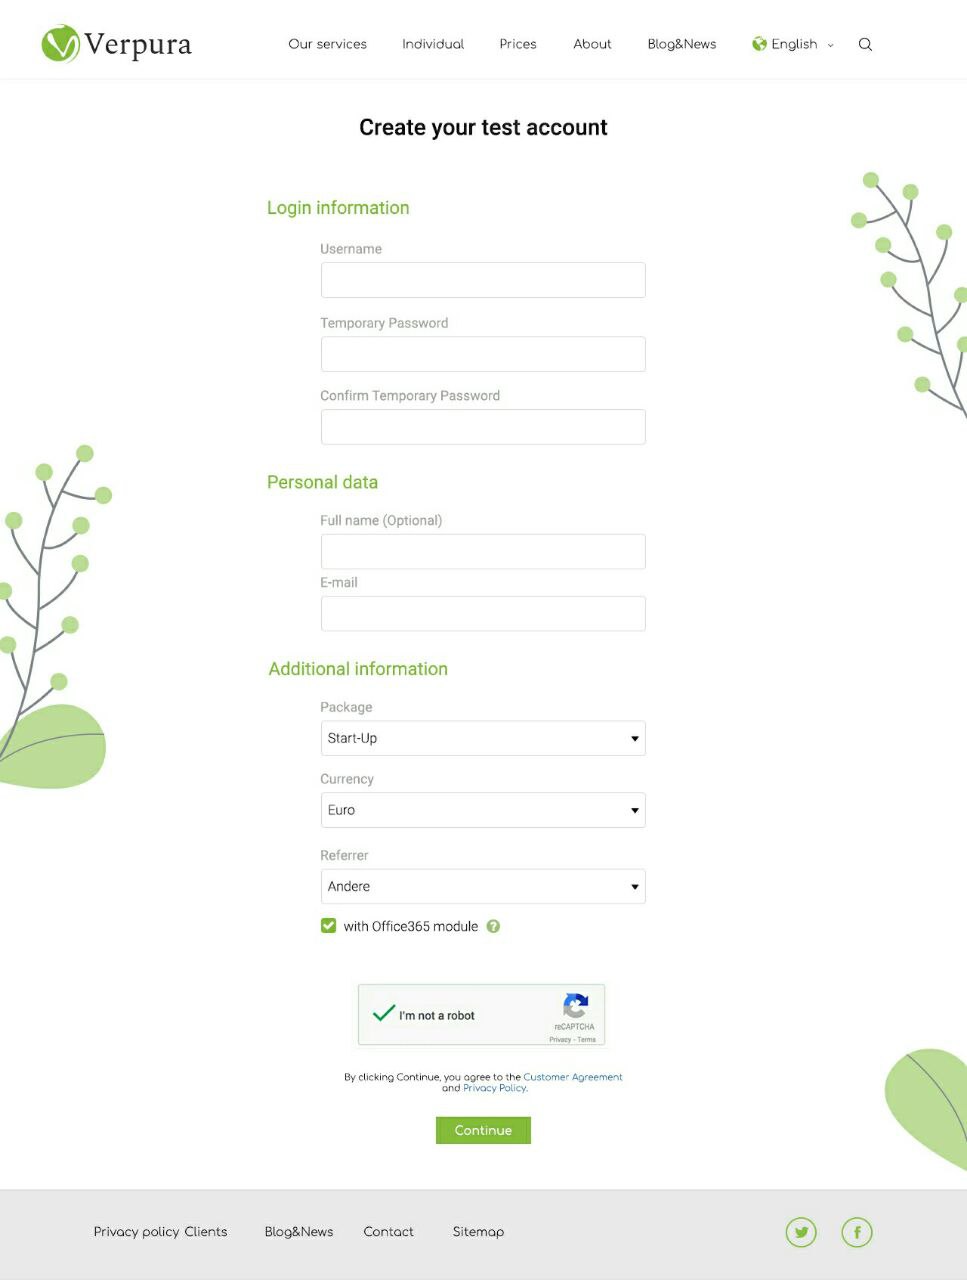 Verpura
Our services Individual Prices About Blog&News English
Create your test account
Login information
Username
Temporary Password
Confirm Temporary Password
Personal data
Full name (Optional)
E-mail
Additional information
Package
Start-Up
Currency
Euro
Referrer
Andere
with Office365 module ?
I'm not a robot
reCAPTCHA
Privacy - Terms
By clicking Continue, you agree to the Customer Agreement
and Privacy Policy.
Continue
Privacy policy Clients Blog&News Contact Sitemap